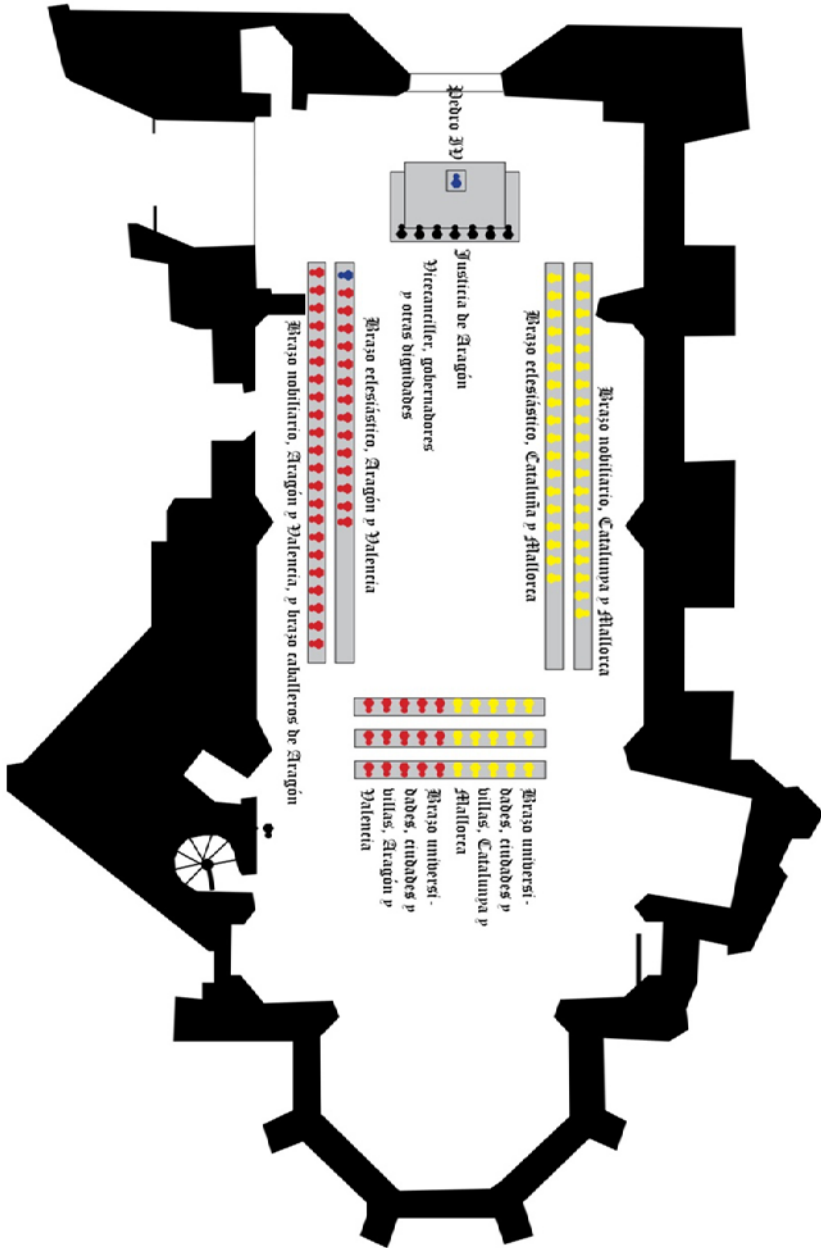 Pedro IV
Justicia de Aragón
Vicecanciller, gobernadores
y otras dignidades
Brazo nobiliario, Catalunya y Mallorca
Brazo eclesiástico, Cataluña y Mallorca
Brazo eclesiástico, Aragón y Valencia
Brazo nobiliario, Aragón y Valencia, y brazo caballeros de Aragón
Brazo universi-
dades, ciudades y
villas, Catalunya y
Mallorca
Brazo universi-
dades, ciudades y
villas, Aragón y
Valencia